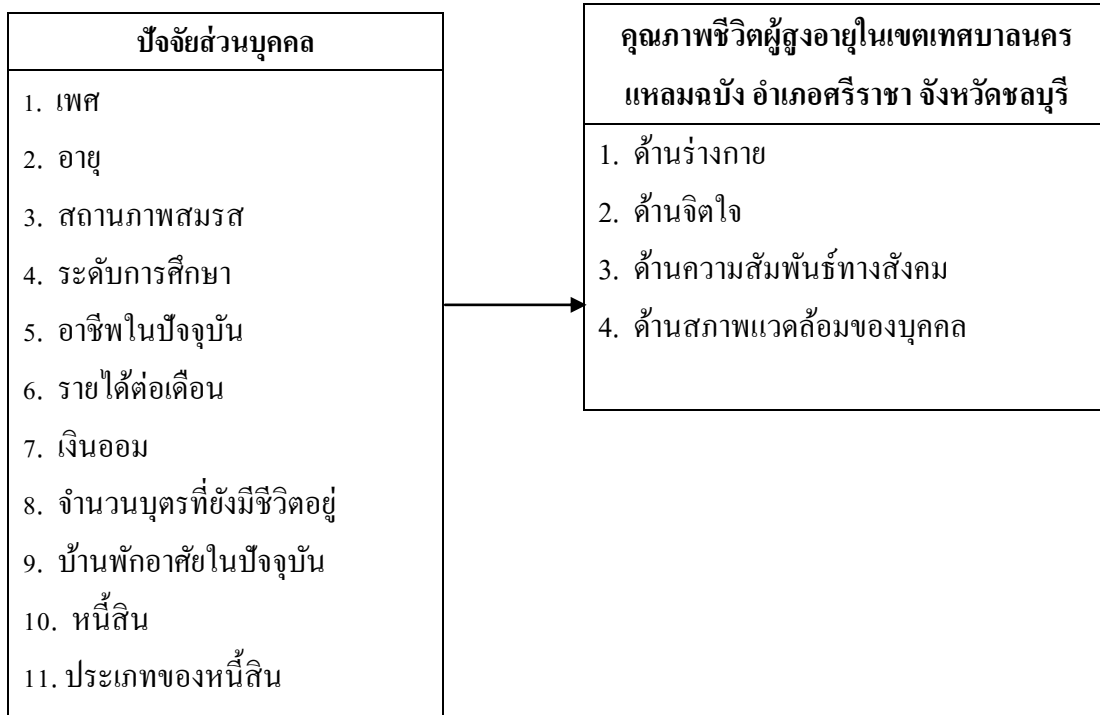 ปัจจัยส่วนบุคคล
1. เพศ
2. อายุ
3. สถานภาพสมรส
4. ระดับการศึกษา
5. อาชีพในปัจจุบัน
6. รายได้ต่อเดือน
7. เงินออม
8. จำนวนบุตรที่ยังมีชีวิตอยู่
9. บ้านพักอาศัยในปัจจุบัน
10. หนี้สิน
11. ประเภทของหนี้สิน
คุณภาพชีวิตผู้สูงอายุในเขตเทศบาลนคร
แหลมฉบัง อำเภอศรีราชา จังหวัดชลบุรี
1. ด้านร่างกาย
2. ด้านจิตใจ
3. ด้านความสัมพันธ์ทางสังคม
4. ด้านสภาพแวดล้อมของบุคคล